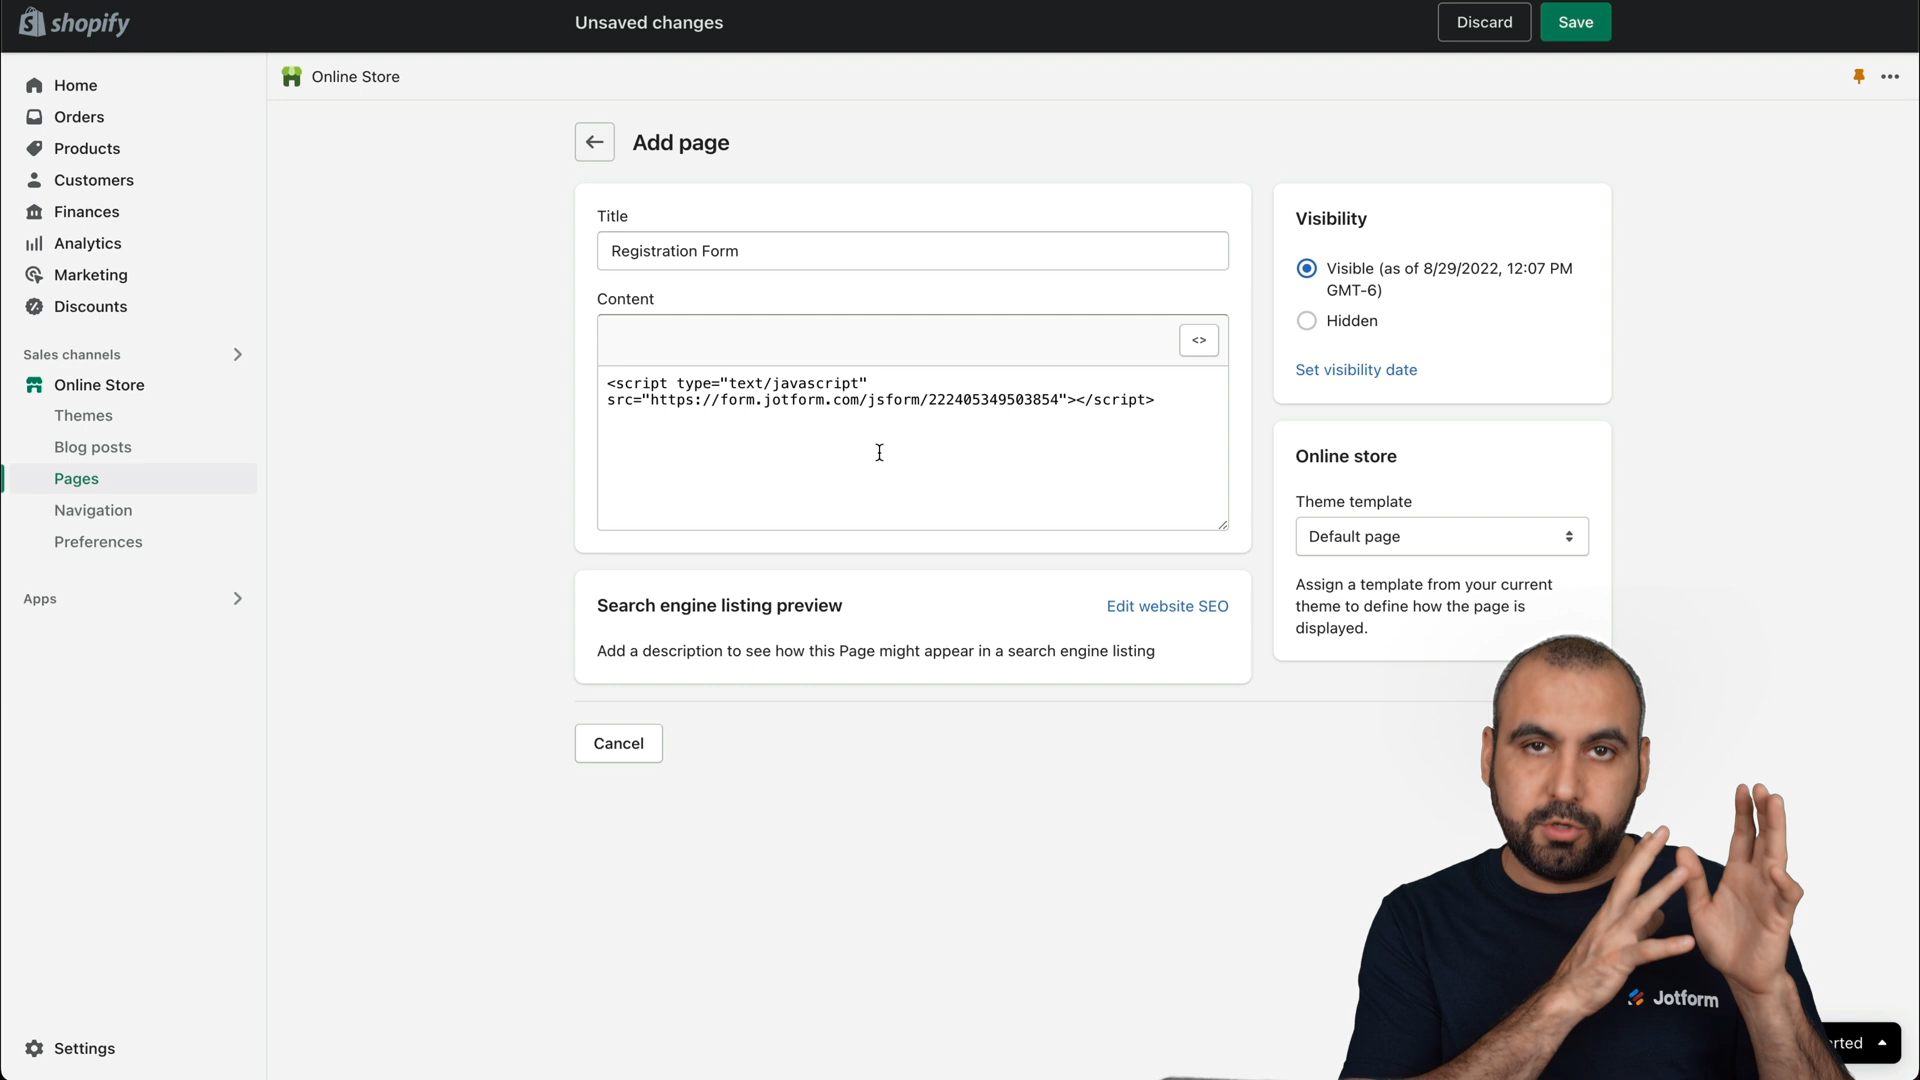 shopify
Unsaved changes
Discard
Save
Home
Orders
Products
Customers
Finances
Analytics
Marketing
Discounts
Sales channels
Online Store
Themes
Blog posts
Pages
Navigation
Preferences
Apps
Settings
Online Store
Add page
Title
Registration Form
Content
<>
<script type="text/javascript"
src="https://form.jotform.com/jsform/222405349503854"></script>
Search engine listing preview
Edit website SEO
Add a description to see how this Page might appear in a search engine listing
Cancel
Visibility
Visible (as of 8/29/2022, 12:07 PM
GMT-6)
Hidden
Set visibility date
Online store
Theme template
Default page
Assign a template from your current
theme to define how the page is
displayed.
Jotform